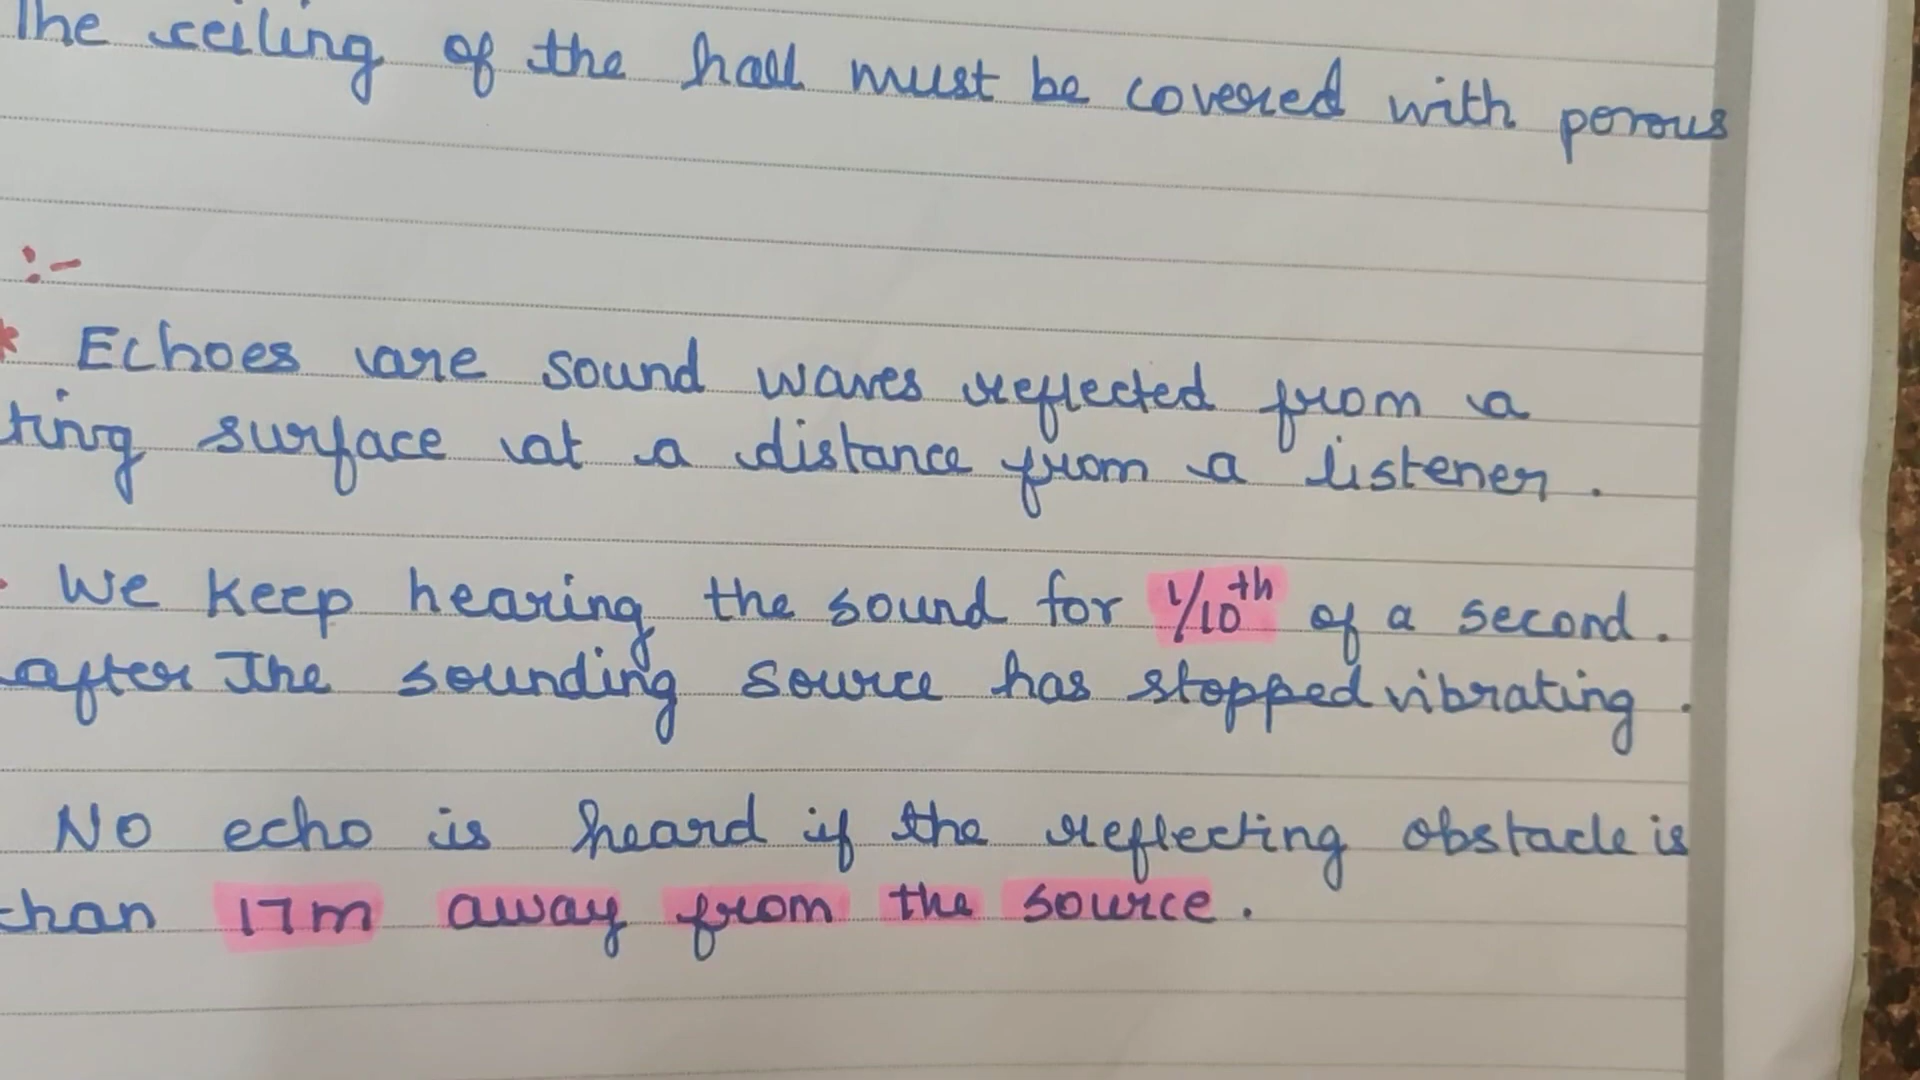 The ceiling of the hall must be covered with porous
:-
* Echoes are sound waves reflected from a
ting surface at a distance from a listener.
We keep hearing the sound for 1/10th of a second.
after The sounding source has stopped vibrating.
No echo is heard if the reflecting obstacle is
than 17m away from the source.